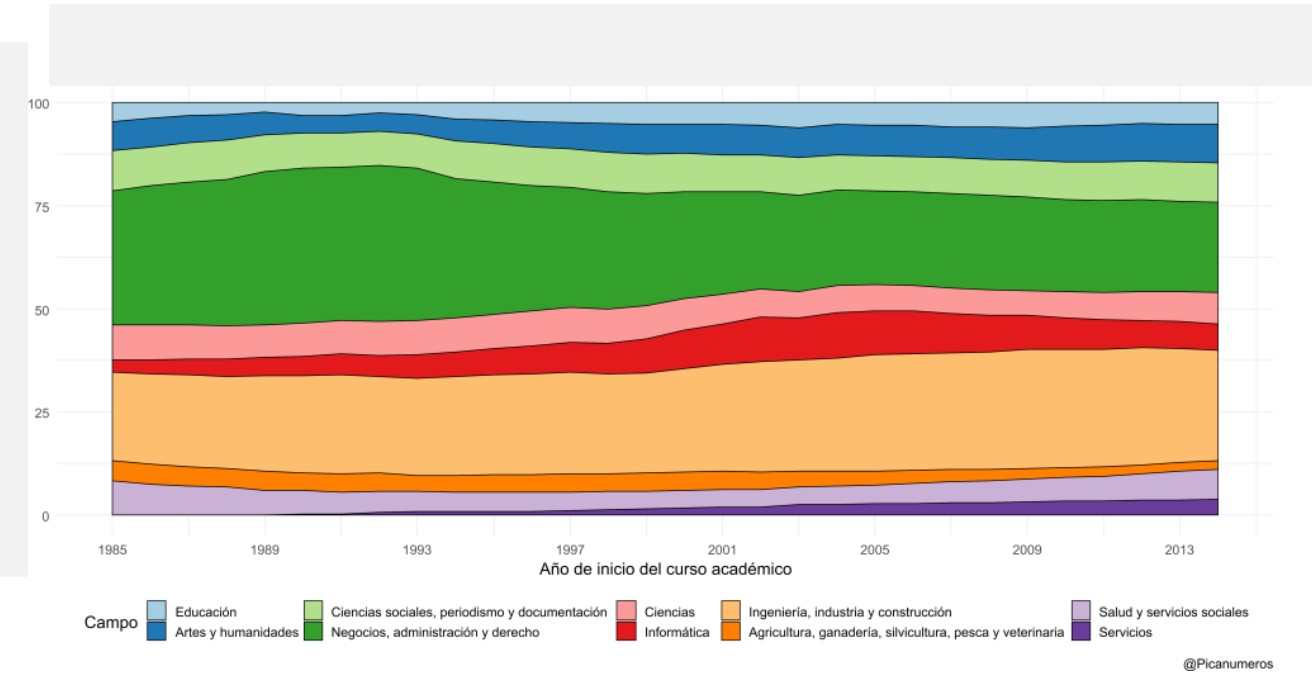 100
75
50
25
0
1985 1989 1993 1997 2001 2005 2009 2013
Año de inicio del curso académico
Campo
Educación
Artes y humanidades
Ciencias sociales, periodismo y documentación
Negocios, administración y derecho
Ciencias
Informática
Ingeniería, industria y construcción
Agricultura, ganadería, silvicultura, pesca y veterinaria
Salud y servicios sociales
Servicios
@Picanumeros